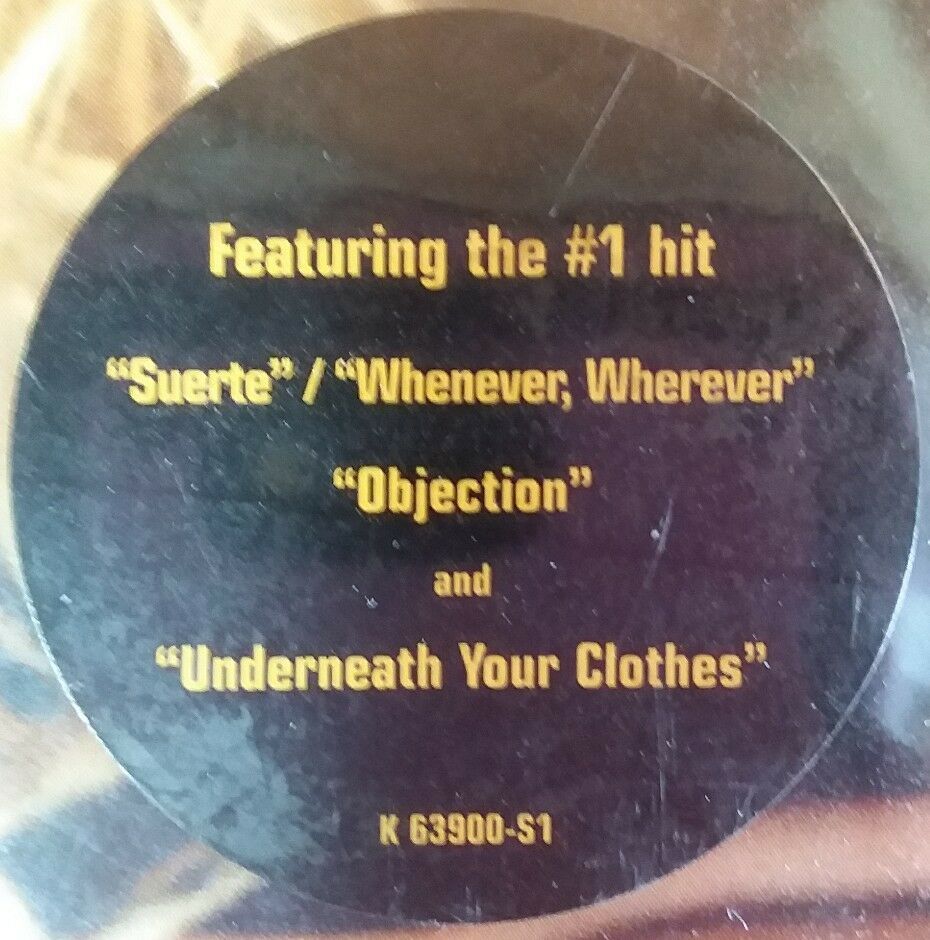 Featuring the #1 hit
“Suerte” / “Whenever, Wherever”
“Objection”
and
“Underneath Your Clothes”
K 63900-S1